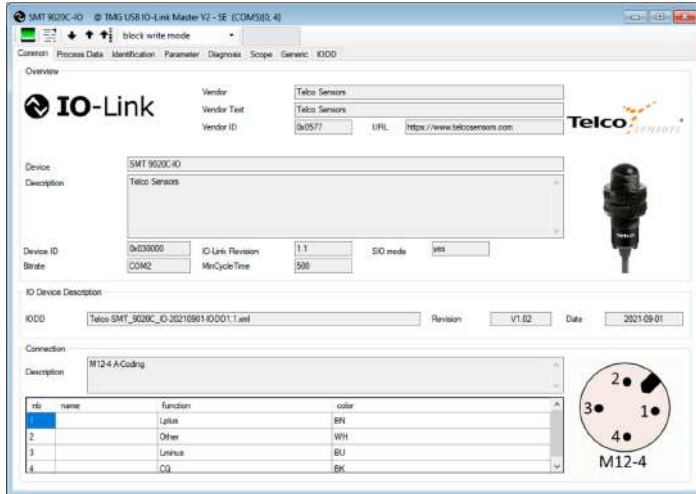 SMT 9020C-IO @ TMG USB IO-Link Master V2 - SE (COM5)[0, 4]
block write mode
Common Process Data Identification Parameter Diagnosis Scope Generic IODD
Overview
IO-Link
Vendor Telco Sensors
Vendor Text Telco Sensors
Vendor ID 0x0577 URL https://www.telcosensors.com
Telco SENSORS
Device SMT 9020C-IO
Description Telco Sensors
Telco
Device ID 0x030000 IO-Link Revision 1.1 SIO mode yes
Bitrate COM2 MinCycleTime 500
IO Device Description
IODD Telco-SMT_9020C_IO-20210901-IODD1.1.xml Revision V1.02 Date 2021-09-01
Connection
Description M12-4 A-Coding
nb name function color
1 Lplus BN
2 Other WH
3 Lminus BU
4 CQ BK
2
3 1
4
M12-4